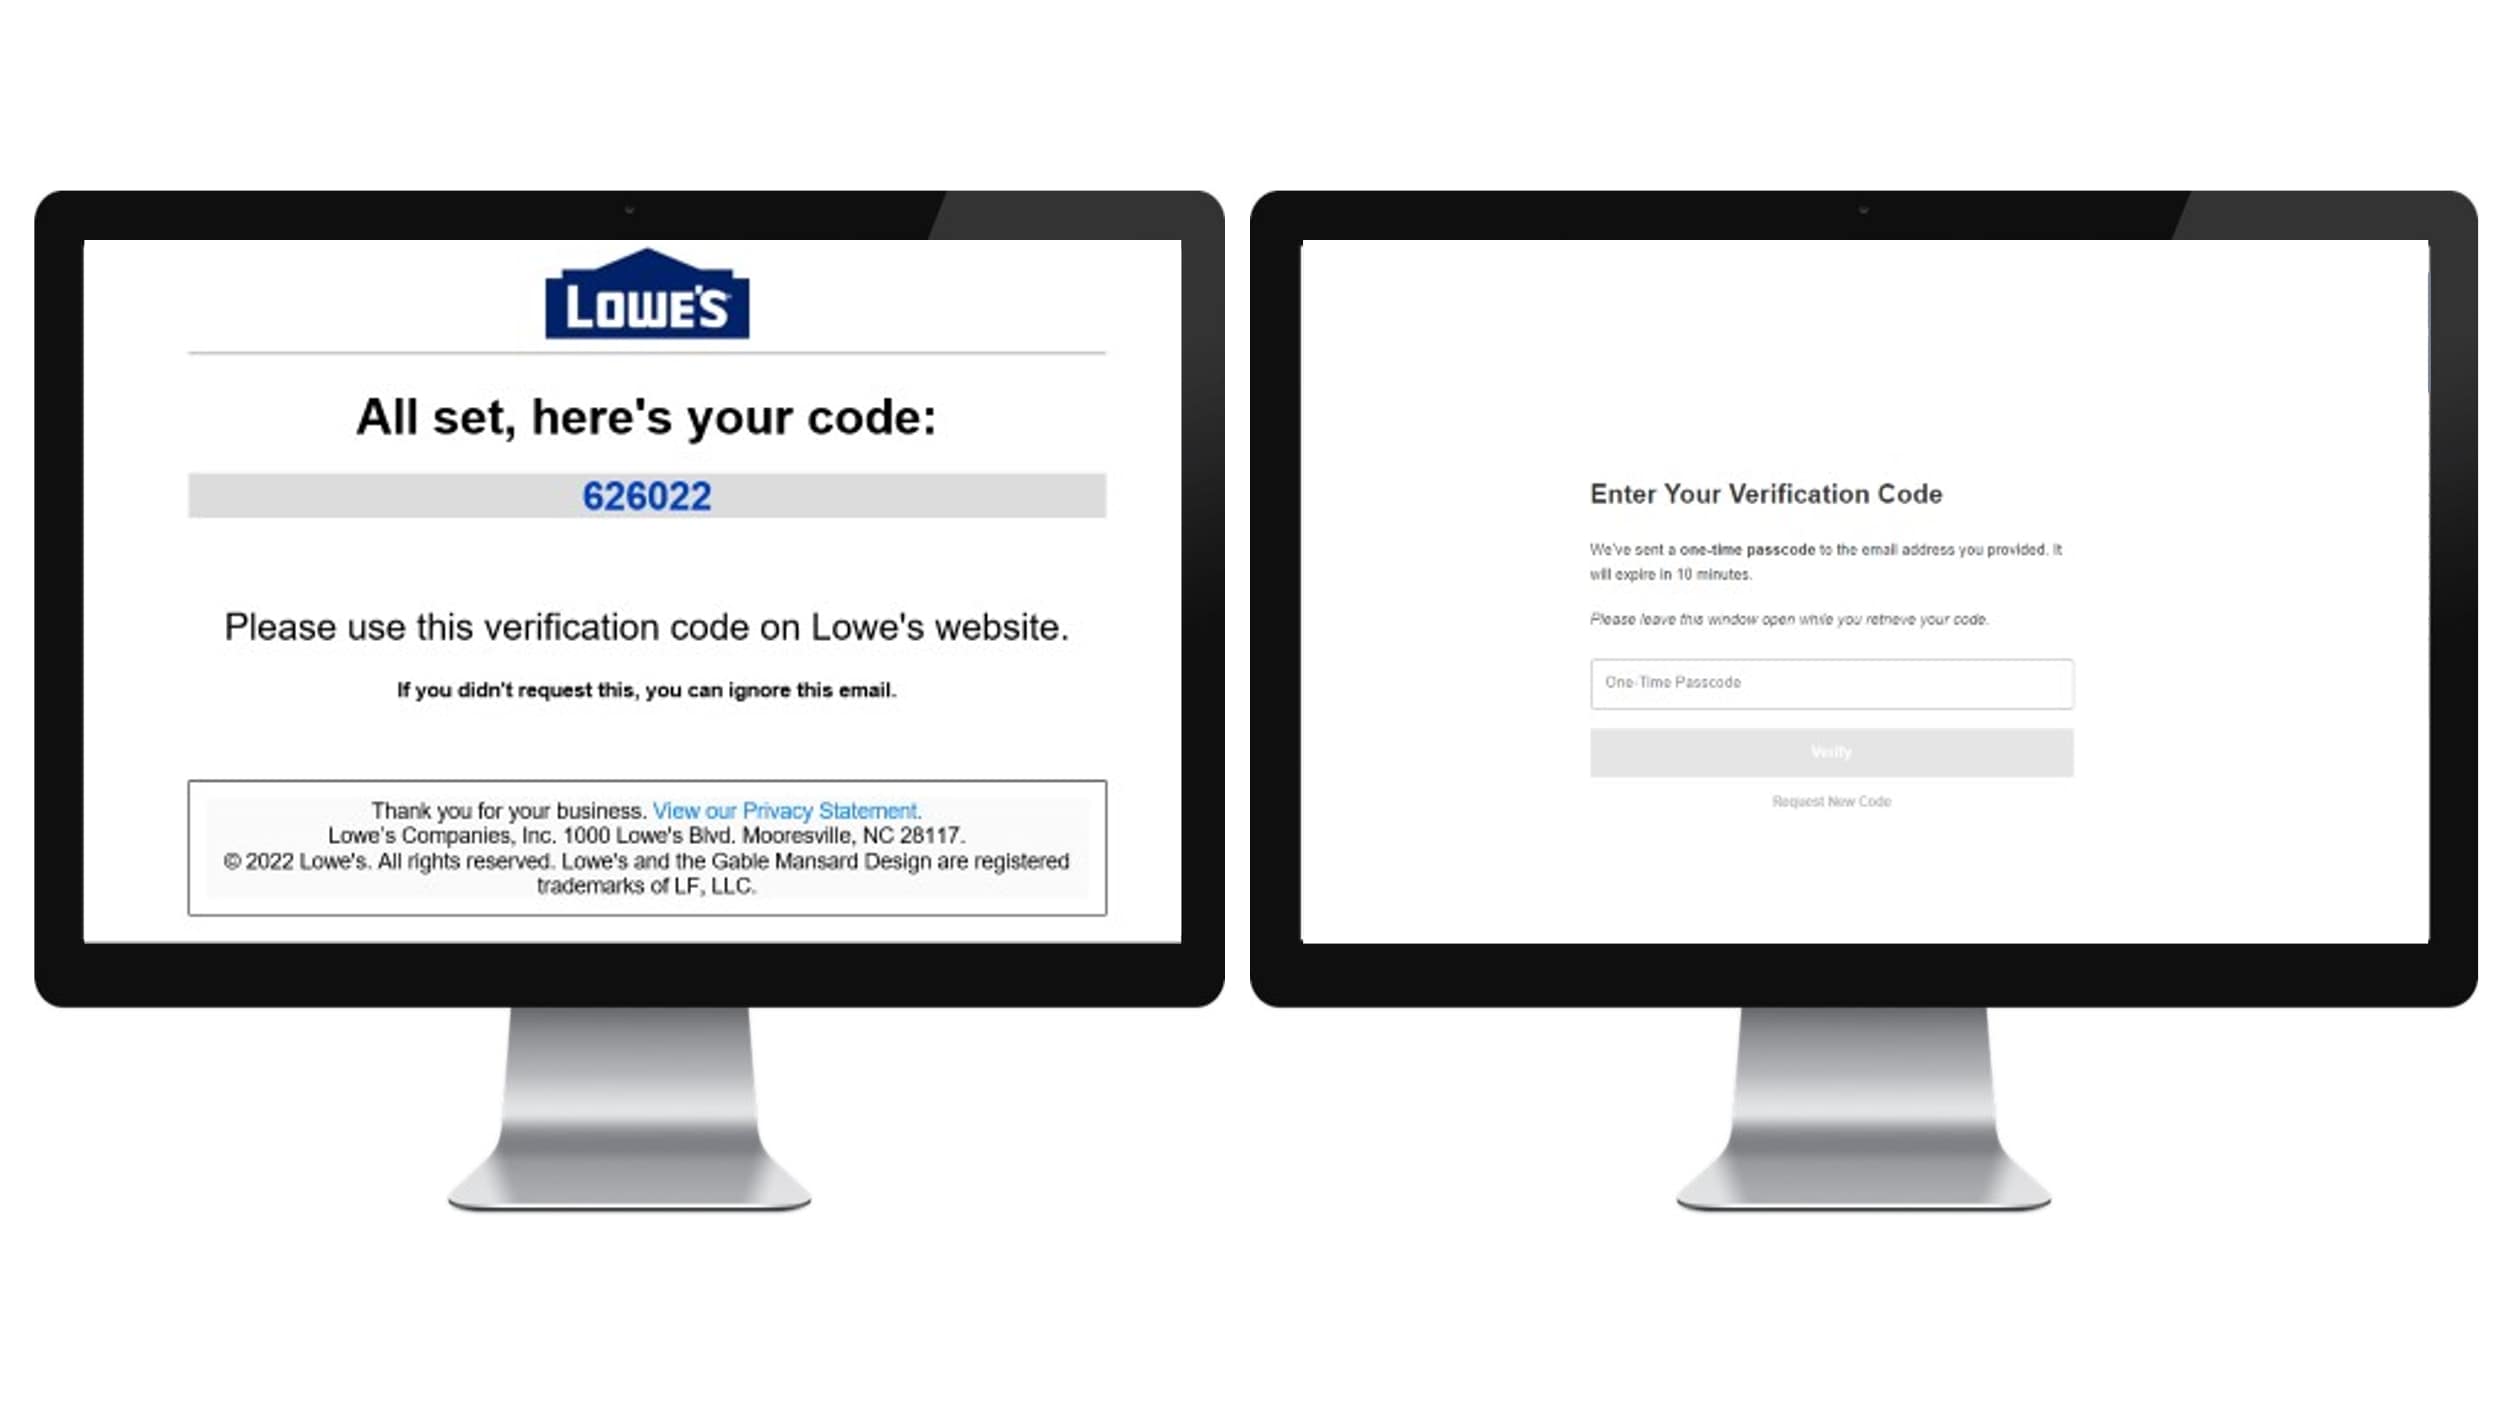 LOWE'S
All set, here's your code:
626022
Please use this verification code on Lowe's website.
If you didn't request this, you can ignore this email.
Thank you for your business. View our Privacy Statement.
Lowe's Companies, Inc. 1000 Lowe's Blvd. Mooresville, NC 28117.
© 2022 Lowe's. All rights reserved. Lowe's and the Gable Mansard Design are registered
trademarks of LF, LLC.
Enter Your Verification Code
We've sent a one-time passcode to the email address you provided. It
will expire in 10 minutes.
Please leave this window open while you retrieve your code.
One-Time Passcode
Verify
Request New Code